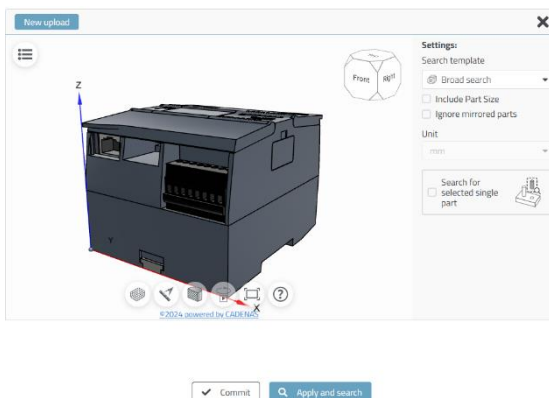 New upload
Settings:
Search template
Broad search
Include Part Size
Ignore mirrored parts
Unit
mm
Search for
selected single
part
Z
Front
Right
Y
X
©2024 powered by CADENAS
Commit
Apply and search